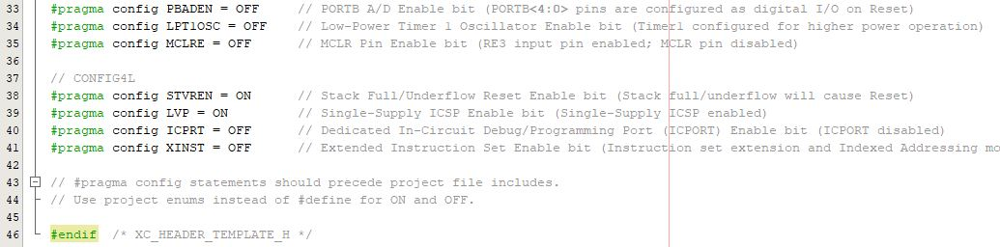 33 #pragma config PBADEN = OFF // PORTB A/D Enable bit (PORTB<4:0> pins are configured as digital I/O on Reset)
34 #pragma config LPT1OSC = OFF // Low-Power Timer 1 Oscillator Enable bit (Timer1 configured for higher power operation)
35 #pragma config MCLRE = OFF // MCLR Pin Enable bit (RE3 input pin enabled; MCLR pin disabled)
36
37 // CONFIG4L
38 #pragma config STVREN = ON // Stack Full/Underflow Reset Enable bit (Stack full/underflow will cause Reset)
39 #pragma config LVP = ON // Single-Supply ICSP Enable bit (Single-Supply ICSP enabled)
40 #pragma config ICPRT = OFF // Dedicated In-Circuit Debug/Programming Port (ICPORT) Enable bit (ICPORT disabled)
41 #pragma config XINST = OFF // Extended Instruction Set Enable bit (Instruction set extension and Indexed Addressing mo
42
43 // #pragma config statements should precede project file includes.
44 // Use project enums instead of #define for ON and OFF.
45
46 #endif /* XC_HEADER_TEMPLATE_H */